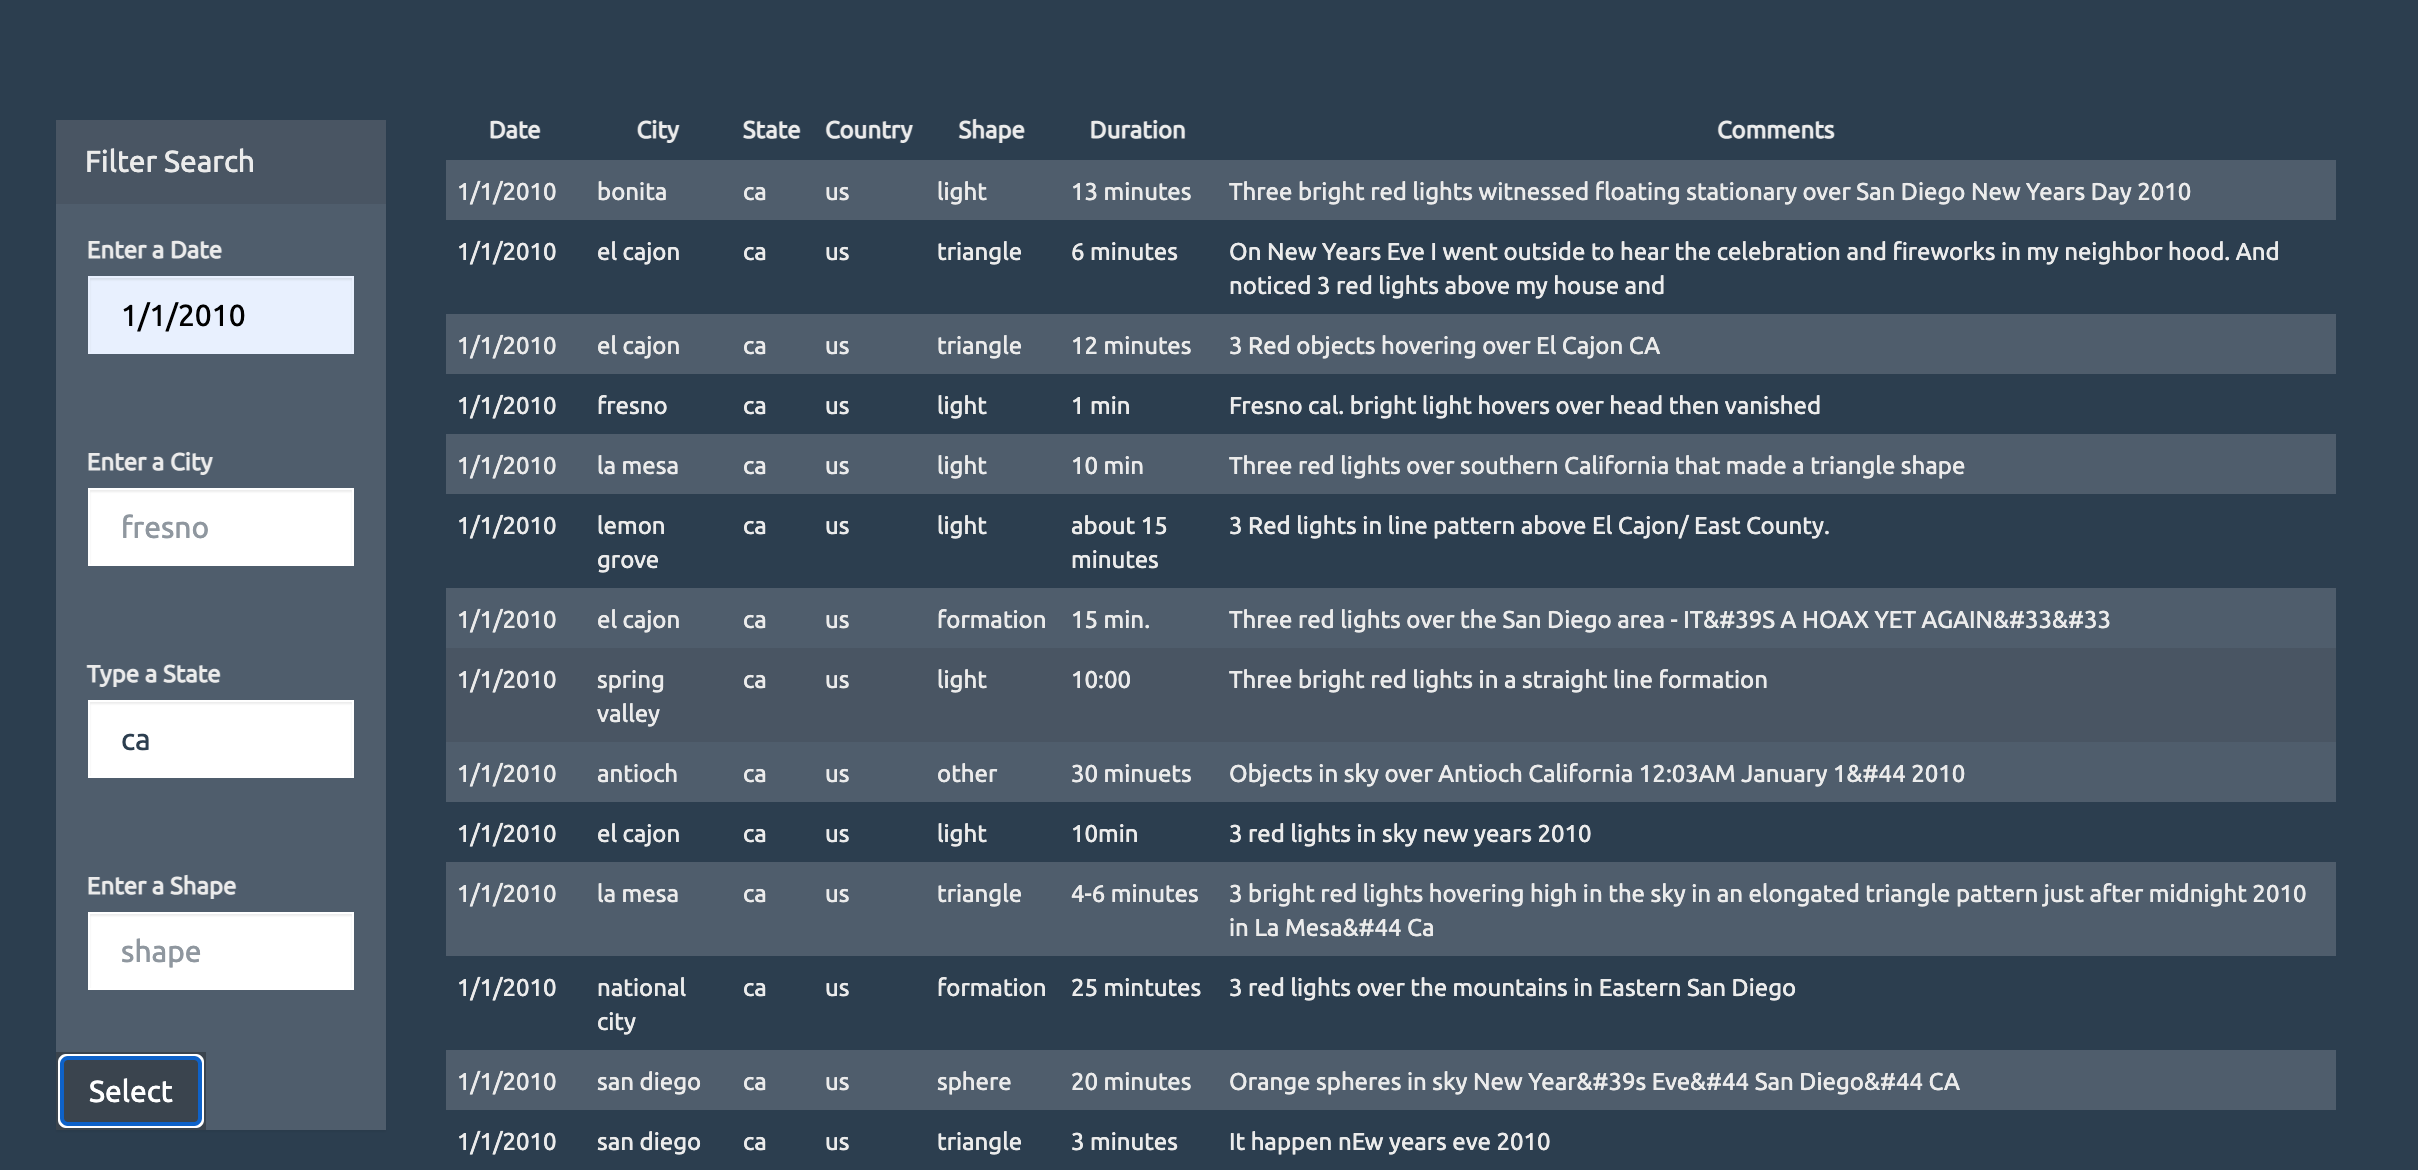 Filter Search
Enter a Date
1/1/2010
Enter a City
fresno
Type a State
ca
Enter a Shape
shape
Select
Date City State Country Shape Duration Comments
1/1/2010 bonita ca us light 13 minutes Three bright red lights witnessed floating stationary over San Diego New Years Day 2010
1/1/2010 el cajon ca us triangle 6 minutes On New Years Eve I went outside to hear the celebration and fireworks in my neighbor hood. And
noticed 3 red lights above my house and
1/1/2010 el cajon ca us triangle 12 minutes 3 Red objects hovering over El Cajon CA
1/1/2010 fresno ca us light 1 min Fresno cal. bright light hovers over head then vanished
1/1/2010 la mesa ca us light 10 min Three red lights over southern California that made a triangle shape
1/1/2010 lemon ca us light about 15 3 Red lights in line pattern above El Cajon/ East County.
grove minutes
1/1/2010 el cajon ca us formation 15 min. Three red lights over the San Diego area - IT&#39S A HOAX YET AGAIN&#33&#33
1/1/2010 spring ca us light 10:00 Three bright red lights in a straight line formation
valley
1/1/2010 antioch ca us other 30 minuets Objects in sky over Antioch California 12:03AM January 1&#44 2010
1/1/2010 el cajon ca us light 10min 3 red lights in sky new years 2010
1/1/2010 la mesa ca us triangle 4-6 minutes 3 bright red lights hovering high in the sky in an elongated triangle pattern just after midnight 2010
in La Mesa&#44 Ca
1/1/2010 national ca us formation 25 mintutes 3 red lights over the mountains in Eastern San Diego
city
1/1/2010 san diego ca us sphere 20 minutes Orange spheres in sky New Year&#39s Eve&#44 San Diego&#44 CA
1/1/2010 san diego ca us triangle 3 minutes It happen nEw years eve 2010